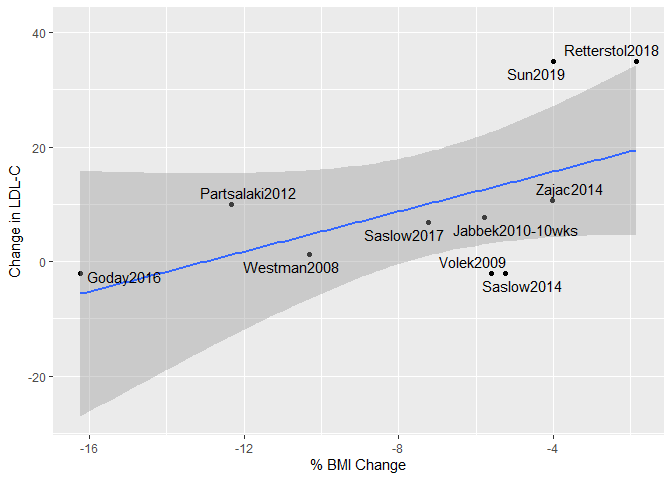 40
Retterstol2018
Sun2019
20
Partsalaki2012
Zajac2014
Saslow2017
Jabbek2010-10wks
Change in LDL-C
0
Goday2016
Westman2008
Volek2009
Saslow2014
-20
-16
-12
-8
-4
% BMI Change